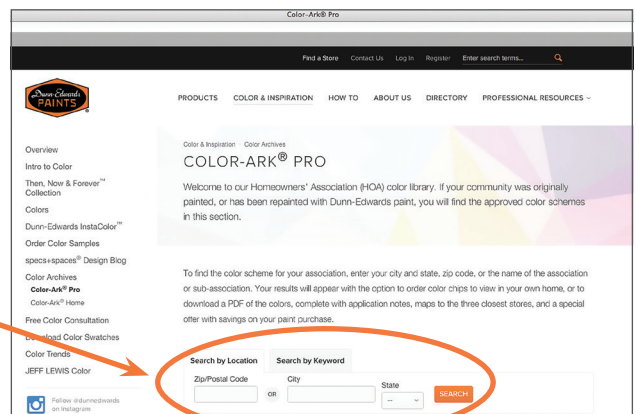 Color-Ark® Pro
Find a Store Contact Us Log In Register Enter search terms...
Dunn-Edwards
PAINTS
PRODUCTS COLOR & INSPIRATION HOW TO ABOUT US DIRECTORY PROFESSIONAL RESOURCES
Overview
Intro to Color
Then, Now & Forever™
Collection
Colors
Dunn-Edwards InstaColor™
Order Color Samples
specs+spaces® Design Blog
Color Archives
Color-Ark® Pro
Color-Ark® Home
Free Color Consultation
Download Color Swatches
Color Trends
JEFF LEWIS Color
Follow @dunnedwards
on Instagram
Color & Inspiration Color Archives
COLOR-ARK® PRO
Welcome to our Homeowners' Association (HOA) color library. If your community was originally
painted, or has been repainted with Dunn-Edwards paint, you will find the approved color schemes
in this section.
To find the color scheme for your association, enter your city and state, zip code, or the name of the association
or sub-association. Your results will appear with the option to order color chips to view in your own home, or to
download a PDF of the colors, complete with application notes, maps to the three closest stores, and a special
offer with savings on your paint purchase.
Search by Location Search by Keyword
Zip/Postal Code City State
OR -- SEARCH